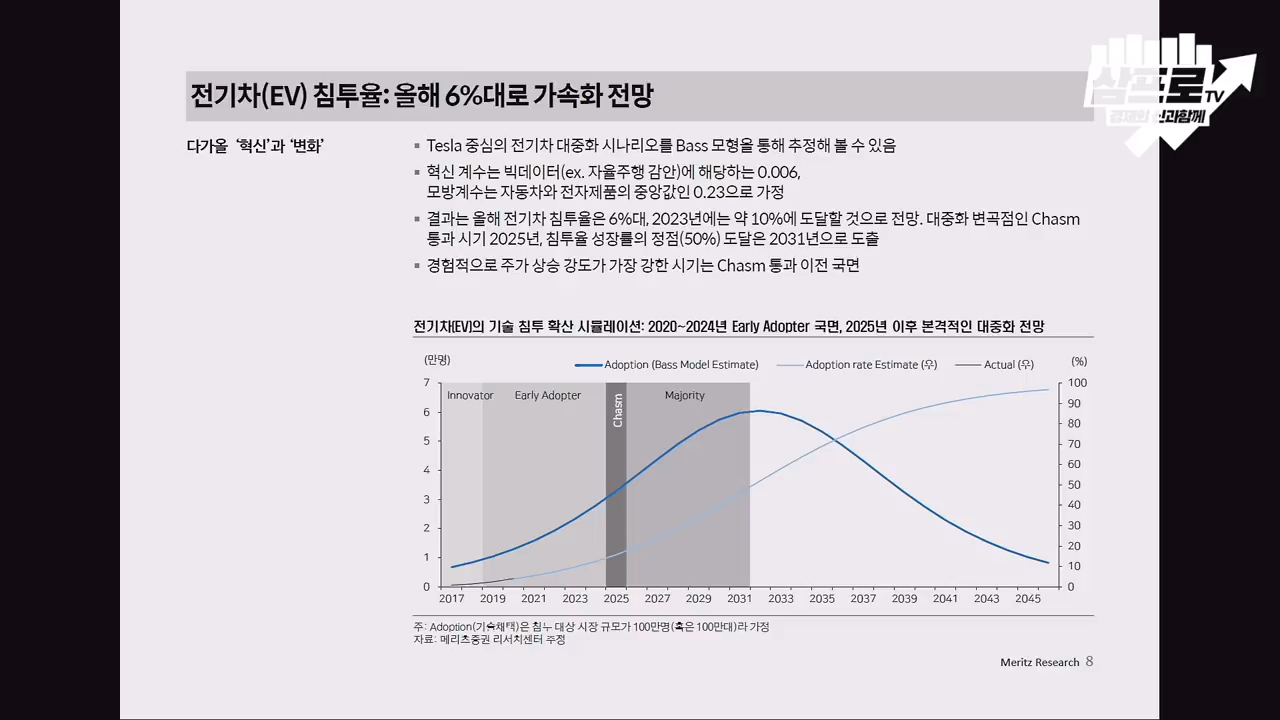 전기차(EV) 침투율: 올해 6%대로 가속화 전망
삼프로TV
경제의 신과함께
다가올 ‘혁신’과 ‘변화’
▪ Tesla 중심의 전기차 대중화 시나리오를 Bass 모형을 통해 추정해 볼 수 있음
▪ 혁신 계수는 빅데이터(ex. 자율주행 감안)에 해당하는 0.006,
모방계수는 자동차와 전자제품의 중앙값인 0.23으로 가정
▪ 결과는 올해 전기차 침투율은 6%대, 2023년에는 약 10%에 도달할 것으로 전망. 대중화 변곡점인 Chasm
통과 시기 2025년, 침투율 성장률의 정점(50%) 도달은 2031년으로 도출
▪ 경험적으로 주가 상승 강도가 가장 강한 시기는 Chasm 통과 이전 국면
전기차(EV)의 기술 침투 확산 시뮬레이션: 2020~2024년 Early Adopter 국면, 2025년 이후 본격적인 대중화 전망
(만명)
Adoption (Bass Model Estimate)
Adoption rate Estimate (우)
Actual (우)
(%)
7
6
5
4
3
2
1
0
Innovator
Early Adopter
Chasm
Majority
100
90
80
70
60
50
40
30
20
10
0
2017 2019 2021 2023 2025 2027 2029 2031 2033 2035 2037 2039 2041 2043 2045
주: Adoption(기술채택)은 침투 대상 시장 규모가 100만명(혹은 100만대)라 가정
자료: 메리츠증권 리서치센터 추정
Meritz Research 8